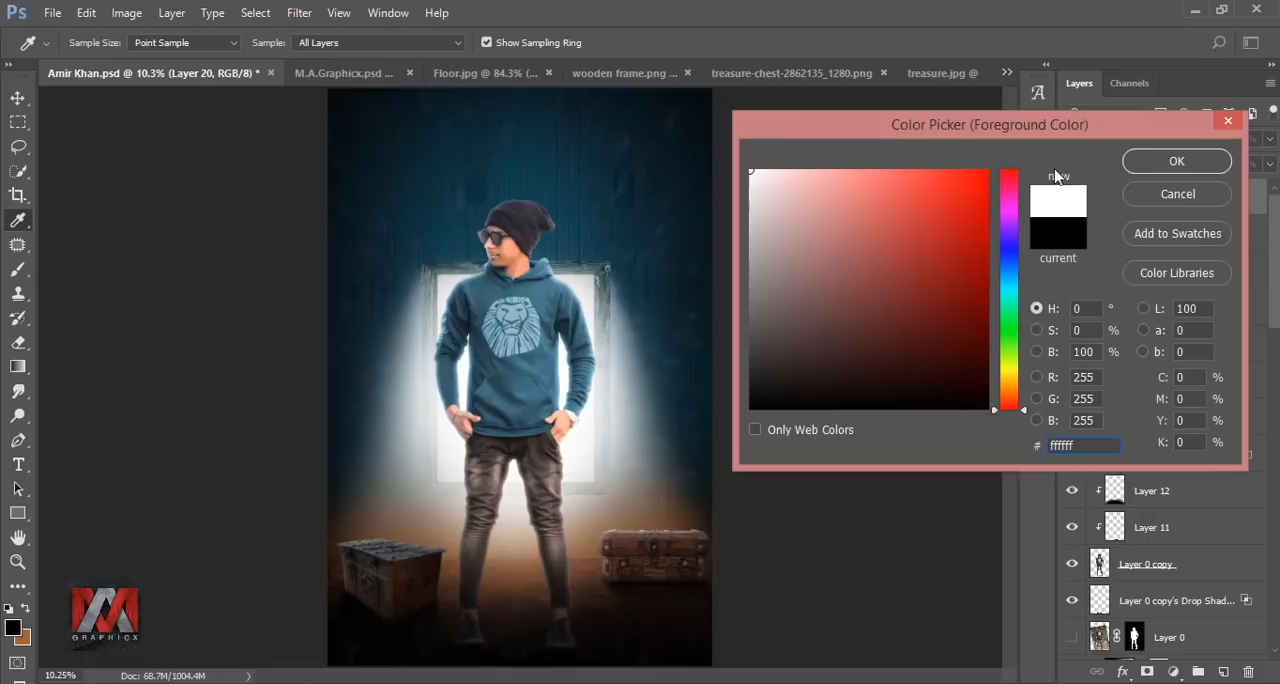 Ps File Edit Image Layer Type Select Filter View Window Help
Sample Size: Point Sample Sample: All Layers Show Sampling Ring
Amir Khan.psd @ 10.3% (Layer 20, RGB/8) * × M.A.Graphicx.psd ... × Floor.jpg @ 84.3% (... × wooden frame.png ... × treasure-chest-2862135_1280.png × treasure.jpg @ >>
Layers Channels
Color Picker (Foreground Color)
OK
Cancel
Add to Swatches
Color Libraries
current
H: 0 ° L: 100
S: 0 % a: 0
B: 100 % b: 0
R: 255 C: 0 %
G: 255 M: 0 %
B: 255 Y: 0 %
# ffffff K: 0 %
Only Web Colors
Layer 12
Layer 11
Layer 0 copy
Layer 0 copy's Drop Shad...
Layer 0
GRAPHICX
10.25% Doc: 68.7M/1004.4M